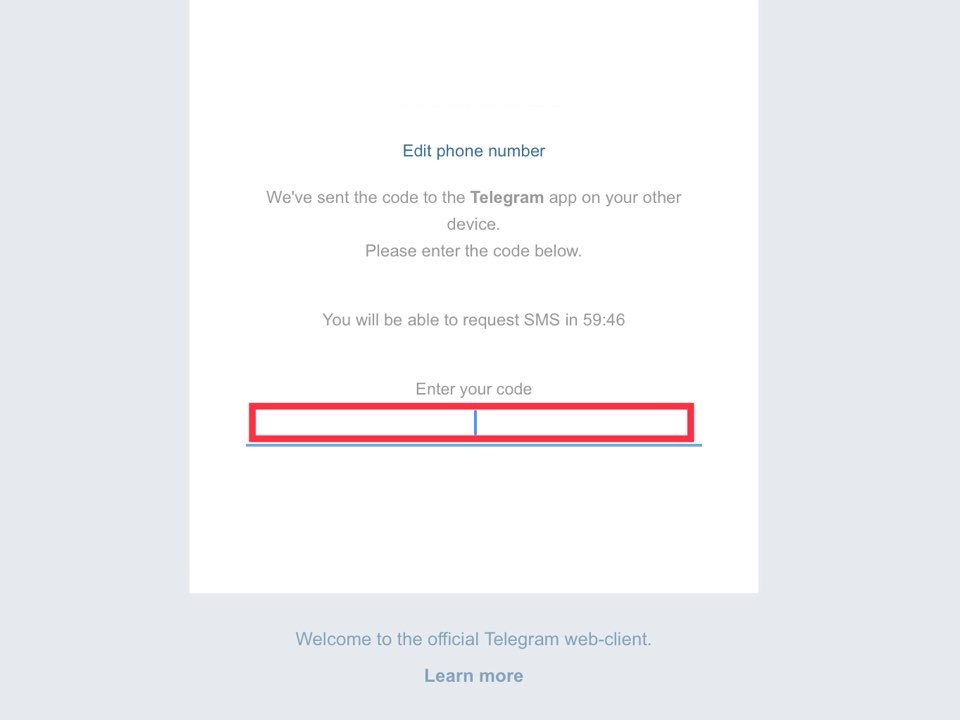 Edit phone number
We've sent the code to the Telegram app on your other
device.
Please enter the code below.
You will be able to request SMS in 59:46
Enter your code
Welcome to the official Telegram web-client.
Learn more